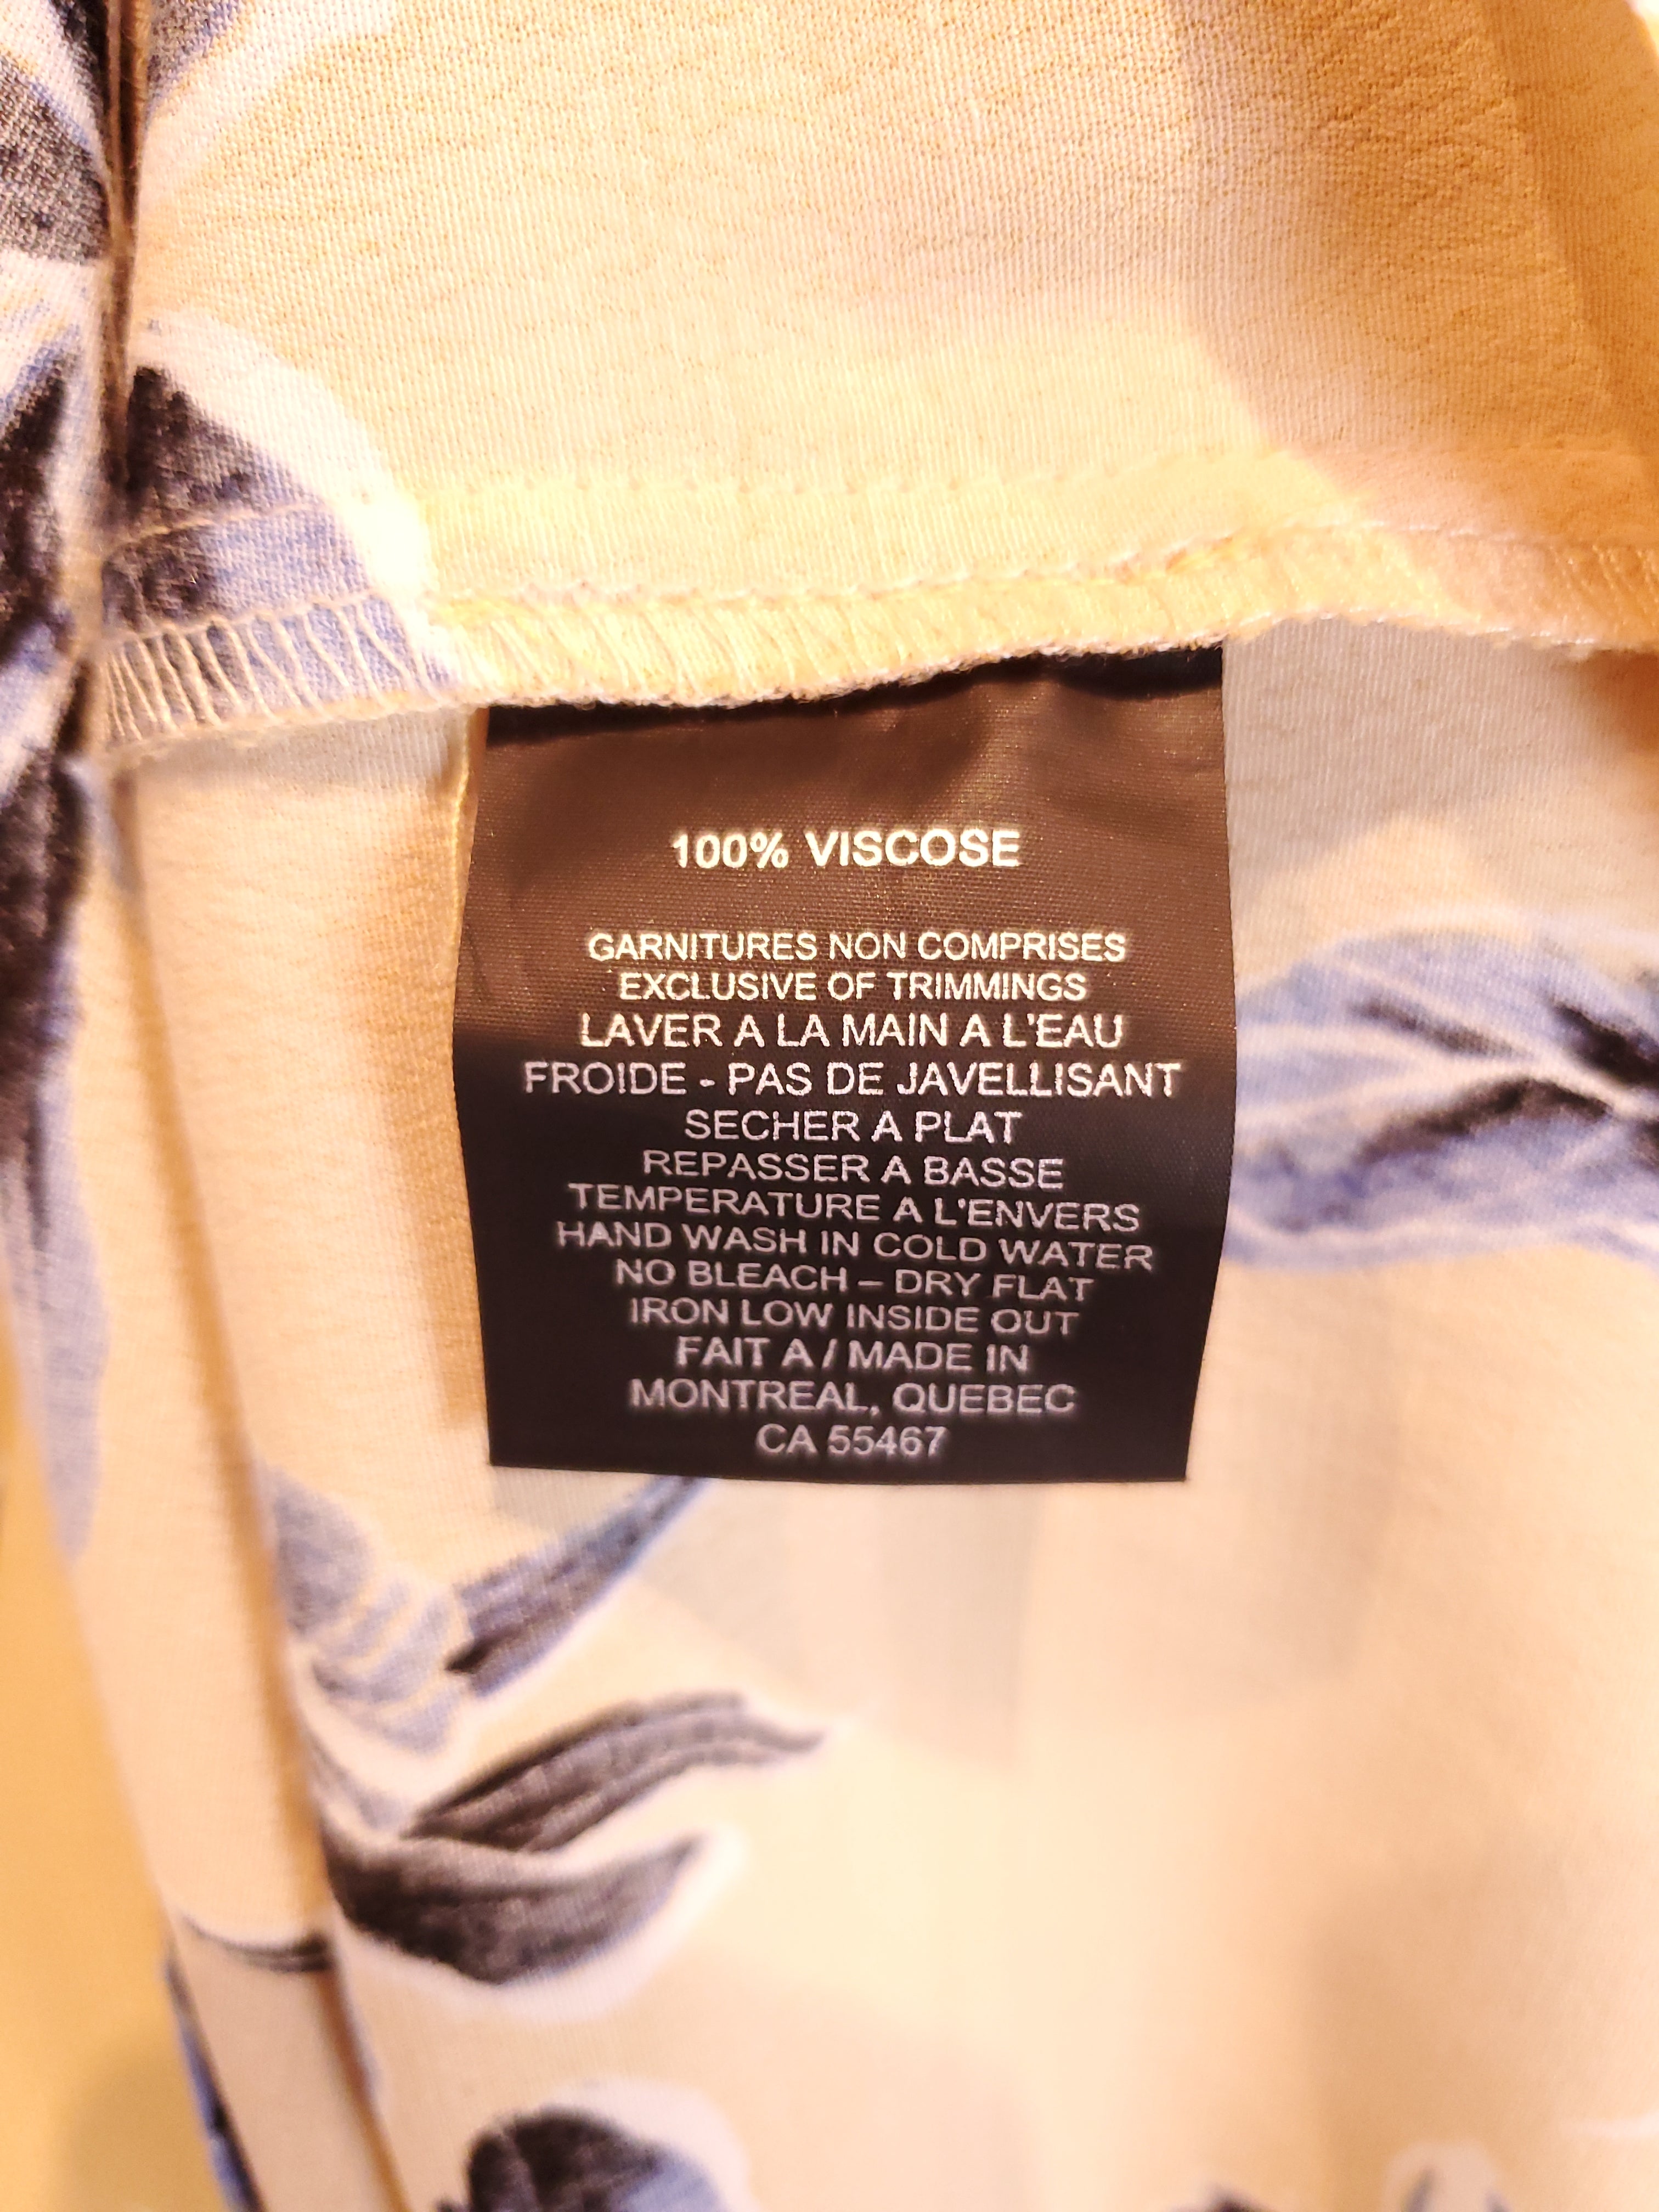 100% VISCOSE
GARNITURES NON COMPRISES
EXCLUSIVE OF TRIMMINGS
LAVER A LA MAIN A L'EAU
FROIDE - PAS DE JAVELLISANT
SECHER A PLAT
REPASSER A BASSE
TEMPERATURE A L'ENVERS
HAND WASH IN COLD WATER
NO BLEACH – DRY FLAT
IRON LOW INSIDE OUT
FAIT A / MADE IN
MONTREAL, QUEBEC
CA 55467